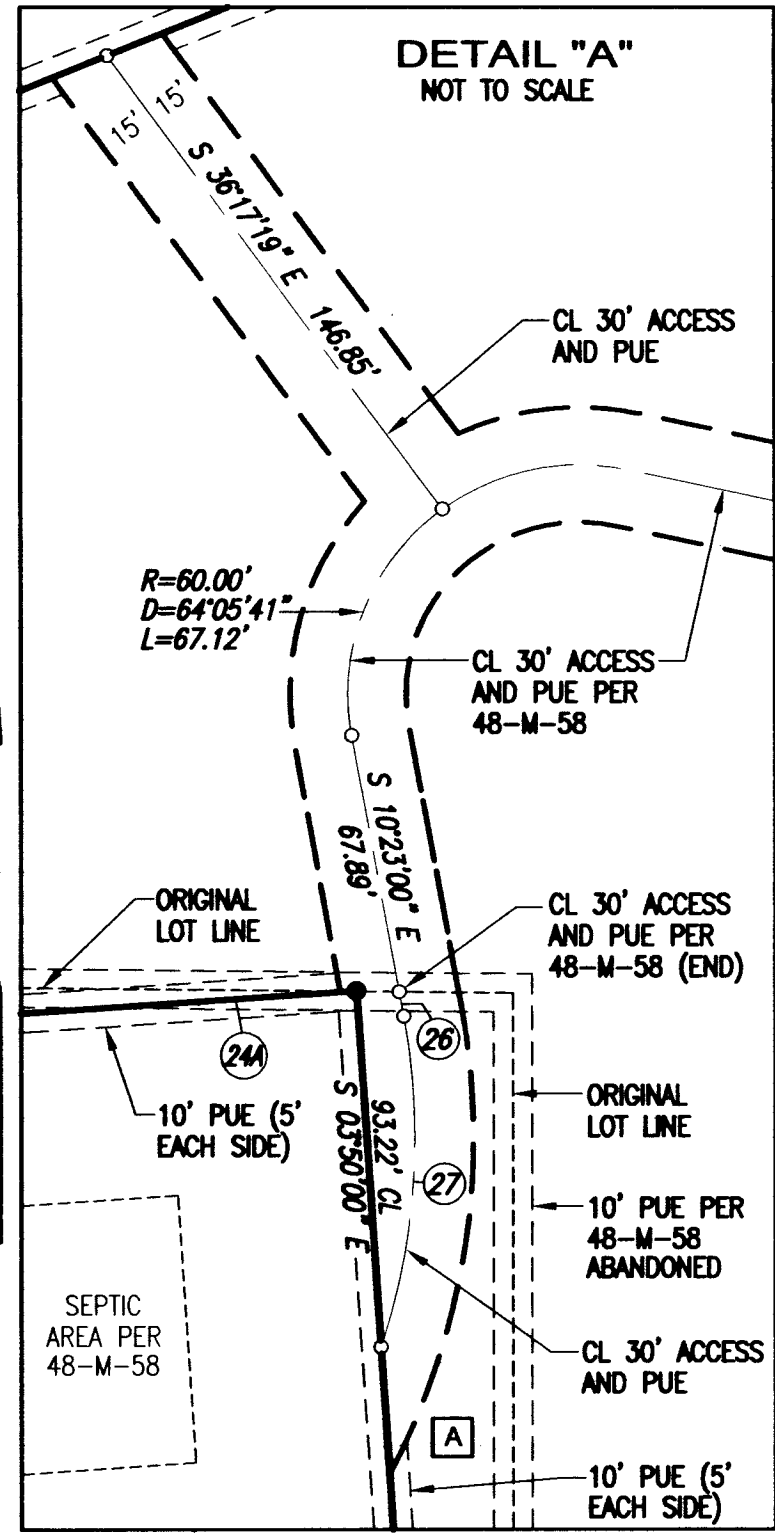 DETAIL "A"
NOT TO SCALE
15'
15'
S 36°17'19" E 146.85'
CL 30' ACCESS
AND PUE
R=60.00'
D=64°05'41"
L=67.12'
CL 30' ACCESS
AND PUE PER
48-M-58
S 10°23'00" E
67.89'
ORIGINAL
LOT LINE
CL 30' ACCESS
AND PUE PER
48-M-58 (END)
24A
26
10' PUE (5'
EACH SIDE)
93.22' CL
S 03°50'00" E
ORIGINAL
LOT LINE
27
10' PUE PER
48-M-58
ABANDONED
SEPTIC
AREA PER
48-M-58
CL 30' ACCESS
AND PUE
A
10' PUE (5'
EACH SIDE)